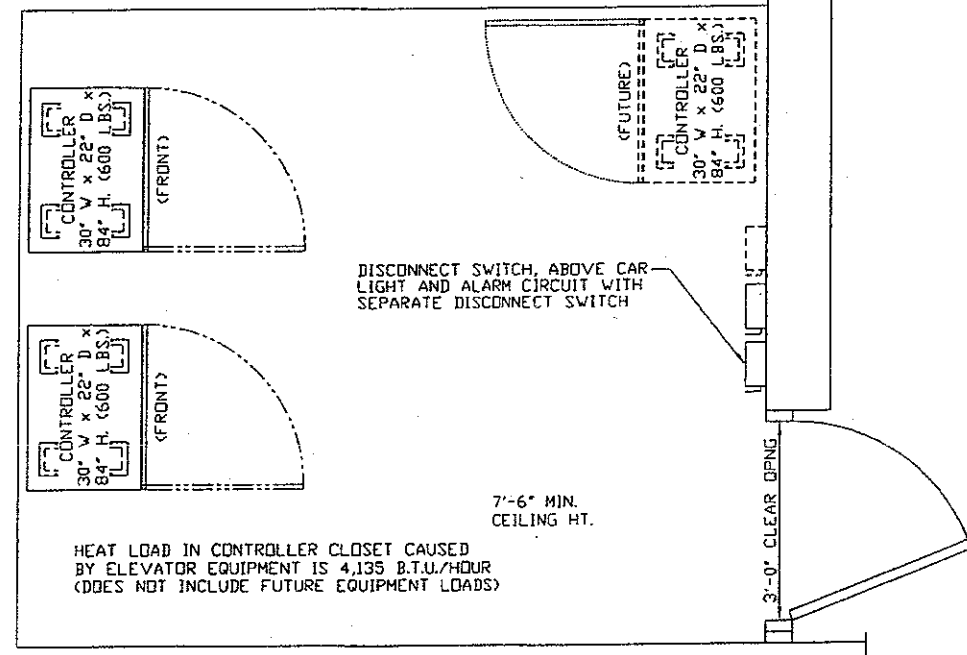 CONTROLLER
30" W x 22" D x
84" H. (600 LBS.)
(FRONT)
(FUTURE)
CONTROLLER
30" W x 22" D x
84" H. (600 LBS.)
DISCONNECT SWITCH, ABOVE CAR
LIGHT AND ALARM CIRCUIT WITH
SEPARATE DISCONNECT SWITCH
CONTROLLER
30" W x 22" D x
84" H. (600 LBS.)
(FRONT)
7'-6" MIN.
CEILING HT.
3'-0" CLEAR OPNG
HEAT LOAD IN CONTROLLER CLOSET CAUSED
BY ELEVATOR EQUIPMENT IS 4,135 B.T.U./HOUR
(DOES NOT INCLUDE FUTURE EQUIPMENT LOADS)